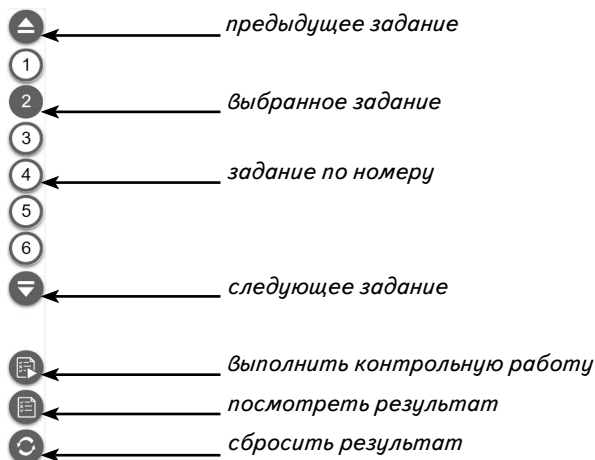 предыдущее задание
1
2
выбранное задание
3
4
задание по номеру
5
6
следующее задание
выполнить контрольную работу
посмотреть результат
сбросить результат